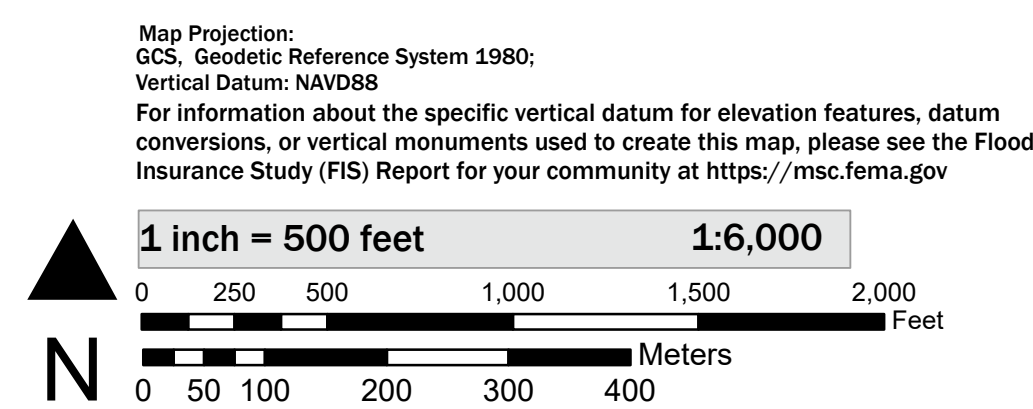 Map Projection:
GCS,  Geodetic Reference System 1980;
Vertical Datum: NAVD88
For information about the specific vertical datum for elevation features, datum
conversions, or vertical monuments used to create this map, please see the Flood
Insurance Study (FIS) Report for your community at https://msc.fema.gov
1 inch = 500 feet 1:6,000
0 250 500 1,000 1,500 2,000
Feet
N
Meters
0 50 100 200 300 400